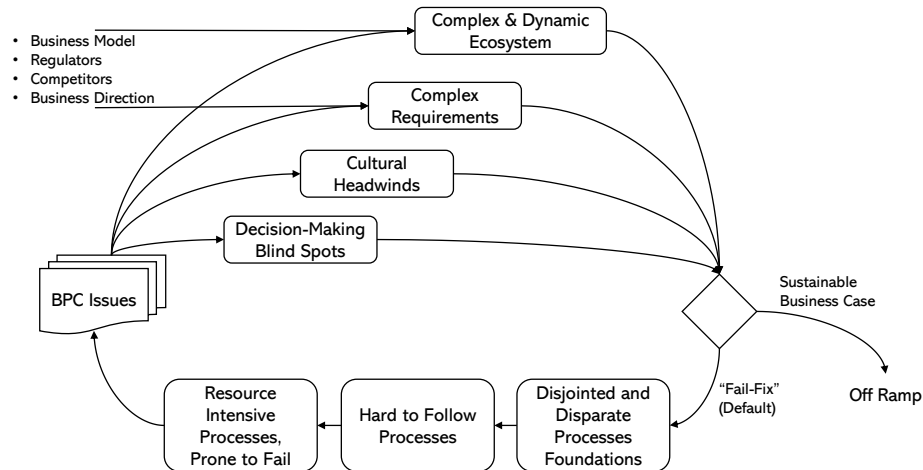 Complex & Dynamic
Ecosystem
• Business Model
• Regulators
• Competitors
• Business Direction
Complex
Requirements
Cultural
Headwinds
Decision-Making
Blind Spots
BPC Issues
Sustainable
Business Case
"Fail-Fix"
(Default)
Off Ramp
Resource
Intensive
Processes,
Prone to Fail
Hard to Follow
Processes
Disjointed and
Disparate
Processes
Foundations